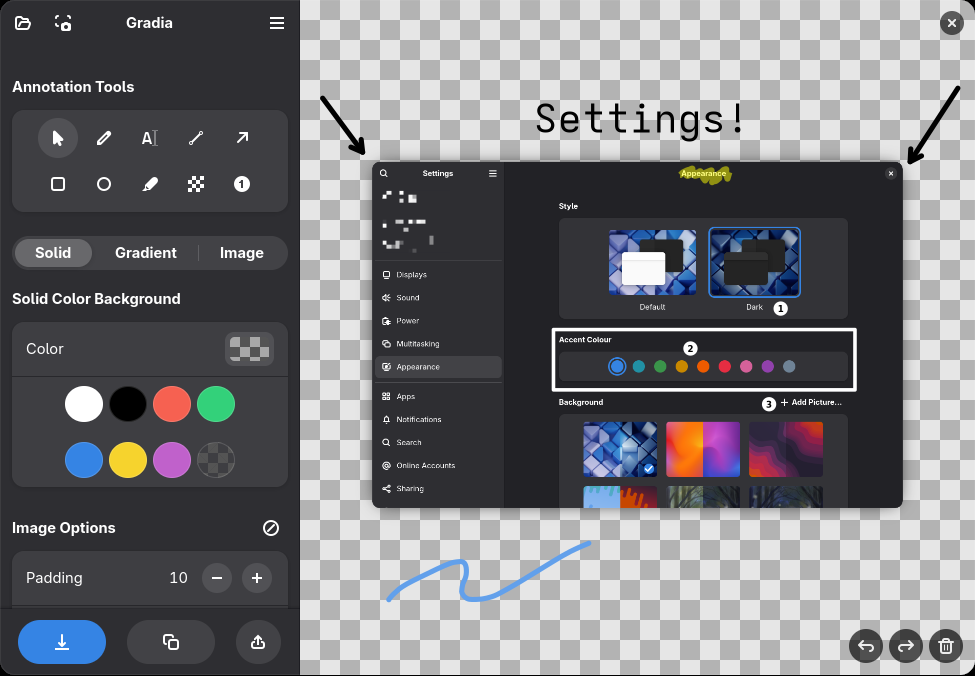 Gradia
Annotation Tools
A
1
Solid Gradient Image
Solid Color Background
Color
Image Options
Padding 10
Settings!
Settings
Appearance
Displays
Sound
Power
Multitasking
Appearance
Apps
Notifications
Search
Online Accounts
Sharing
Style
Default Dark
1
Accent Colour
2
Background
3 + Add Picture...